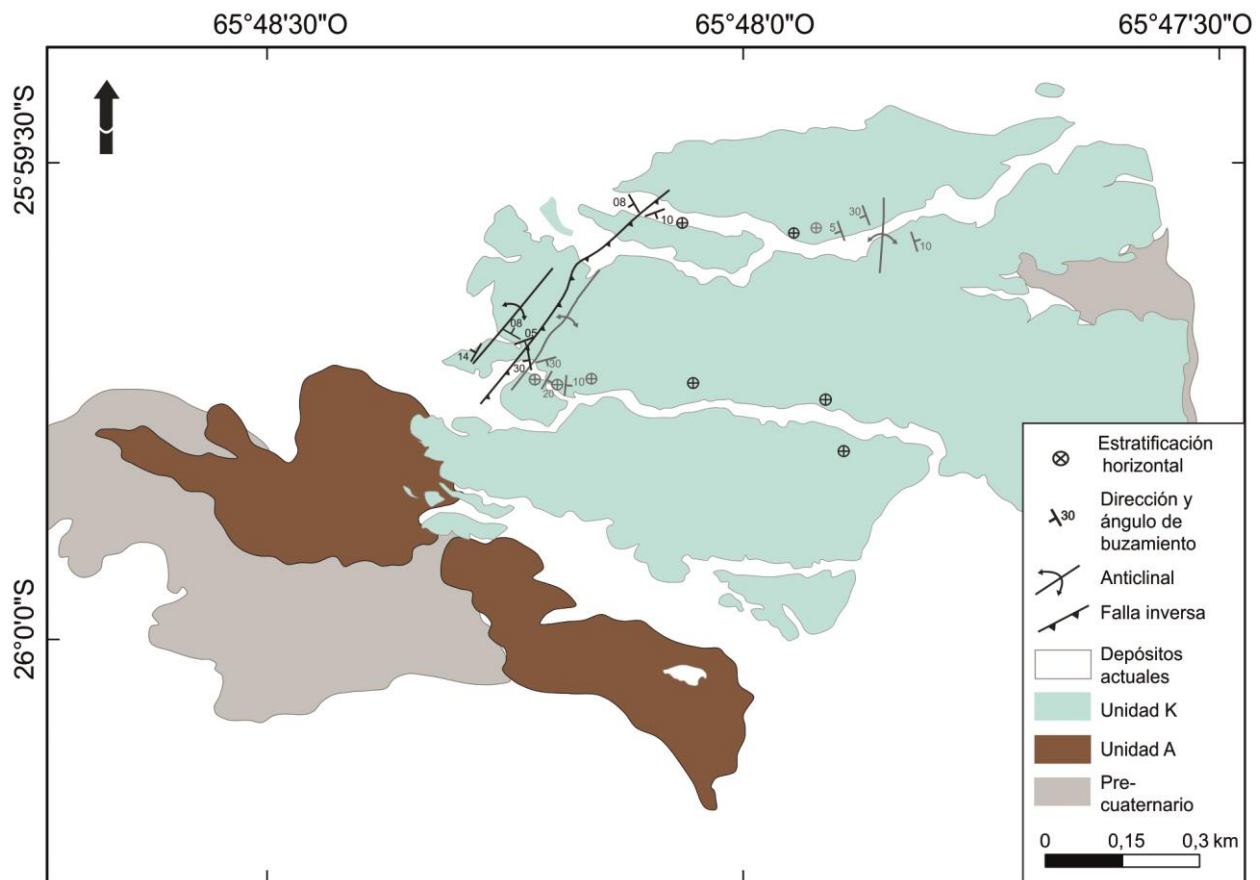 65°48'30"O
65°48'0"O
65°47'30"O
25°59'30"S
26°0'0"S
08
10
30
5
10
08
05
14
30
30
20
10
Estratificación
horizontal
30
Dirección y
ángulo de
buzamiento
Anticlinal
Falla inversa
Depósitos
actuales
Unidad K
Unidad A
Pre-
cuaternario
0
0,15
0,3 km